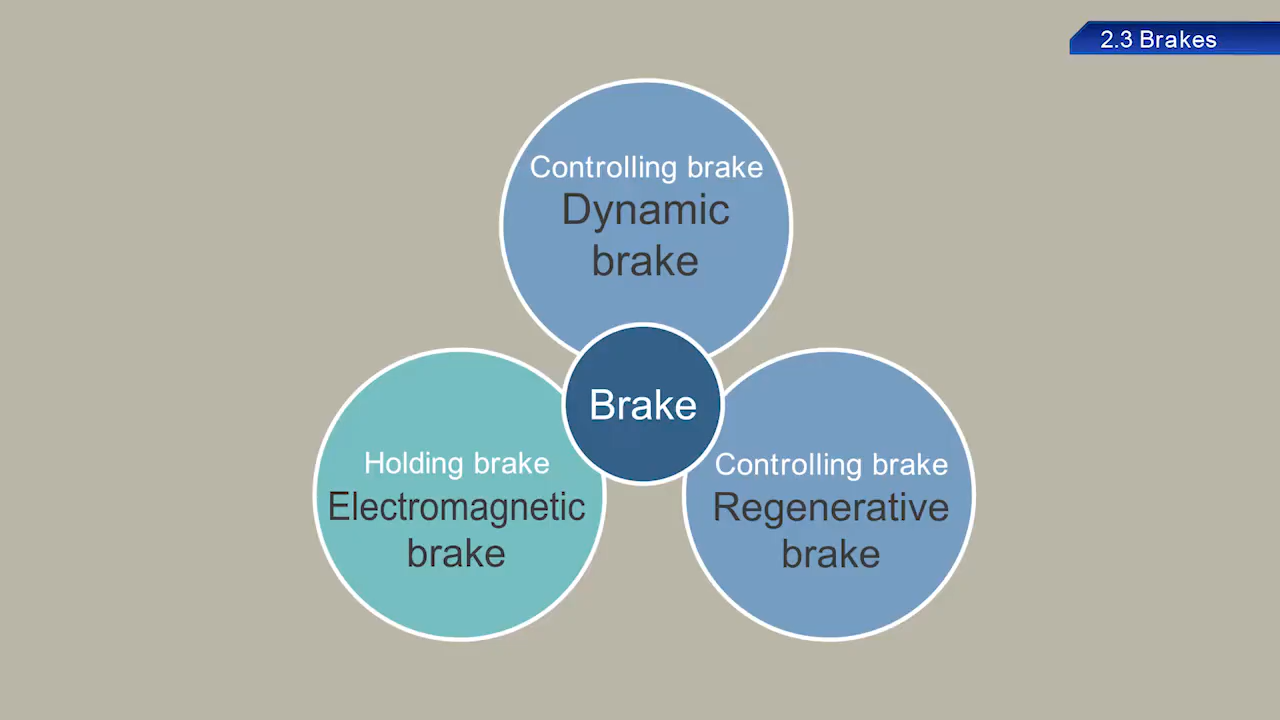 2.3 Brakes
Controlling brake
Dynamic
brake
Brake
Holding brake
Electromagnetic
brake
Controlling brake
Regenerative
brake